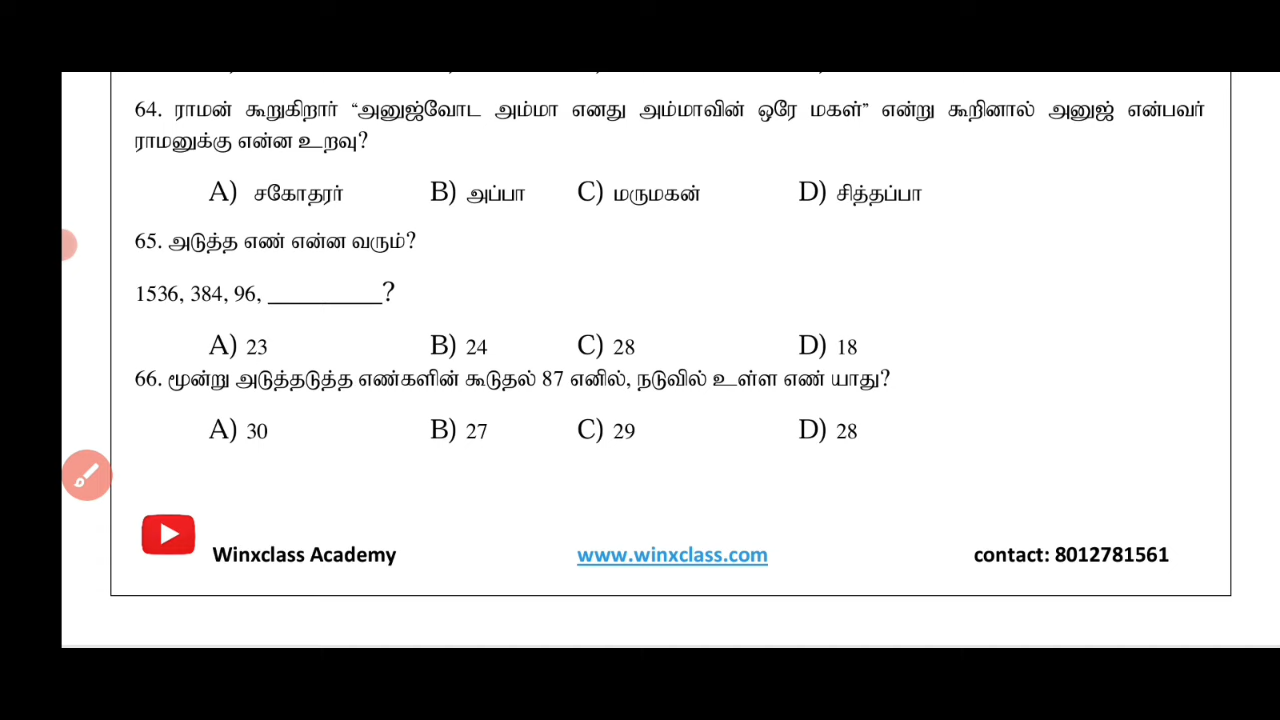 64. ராமன் கூறுகிறார் “அனுஜ்வோட அம்மா எனது அம்மாவின் ஒரே மகள்” என்று கூறினால் அனுஜ் என்பவர்
ராமனுக்கு என்ன உறவு?
A) சகோதரர் B) அப்பா C) மருமகன் D) சித்தப்பா
65. அடுத்த எண் என்ன வரும்?
1536, 384, 96, __________?
A) 23 B) 24 C) 28 D) 18
66. மூன்று அடுத்தடுத்த எண்களின் கூடுதல் 87 எனில், நடுவில் உள்ள எண் யாது?
A) 30 B) 27 C) 29 D) 28
Winxclass Academy www.winxclass.com contact: 8012781561